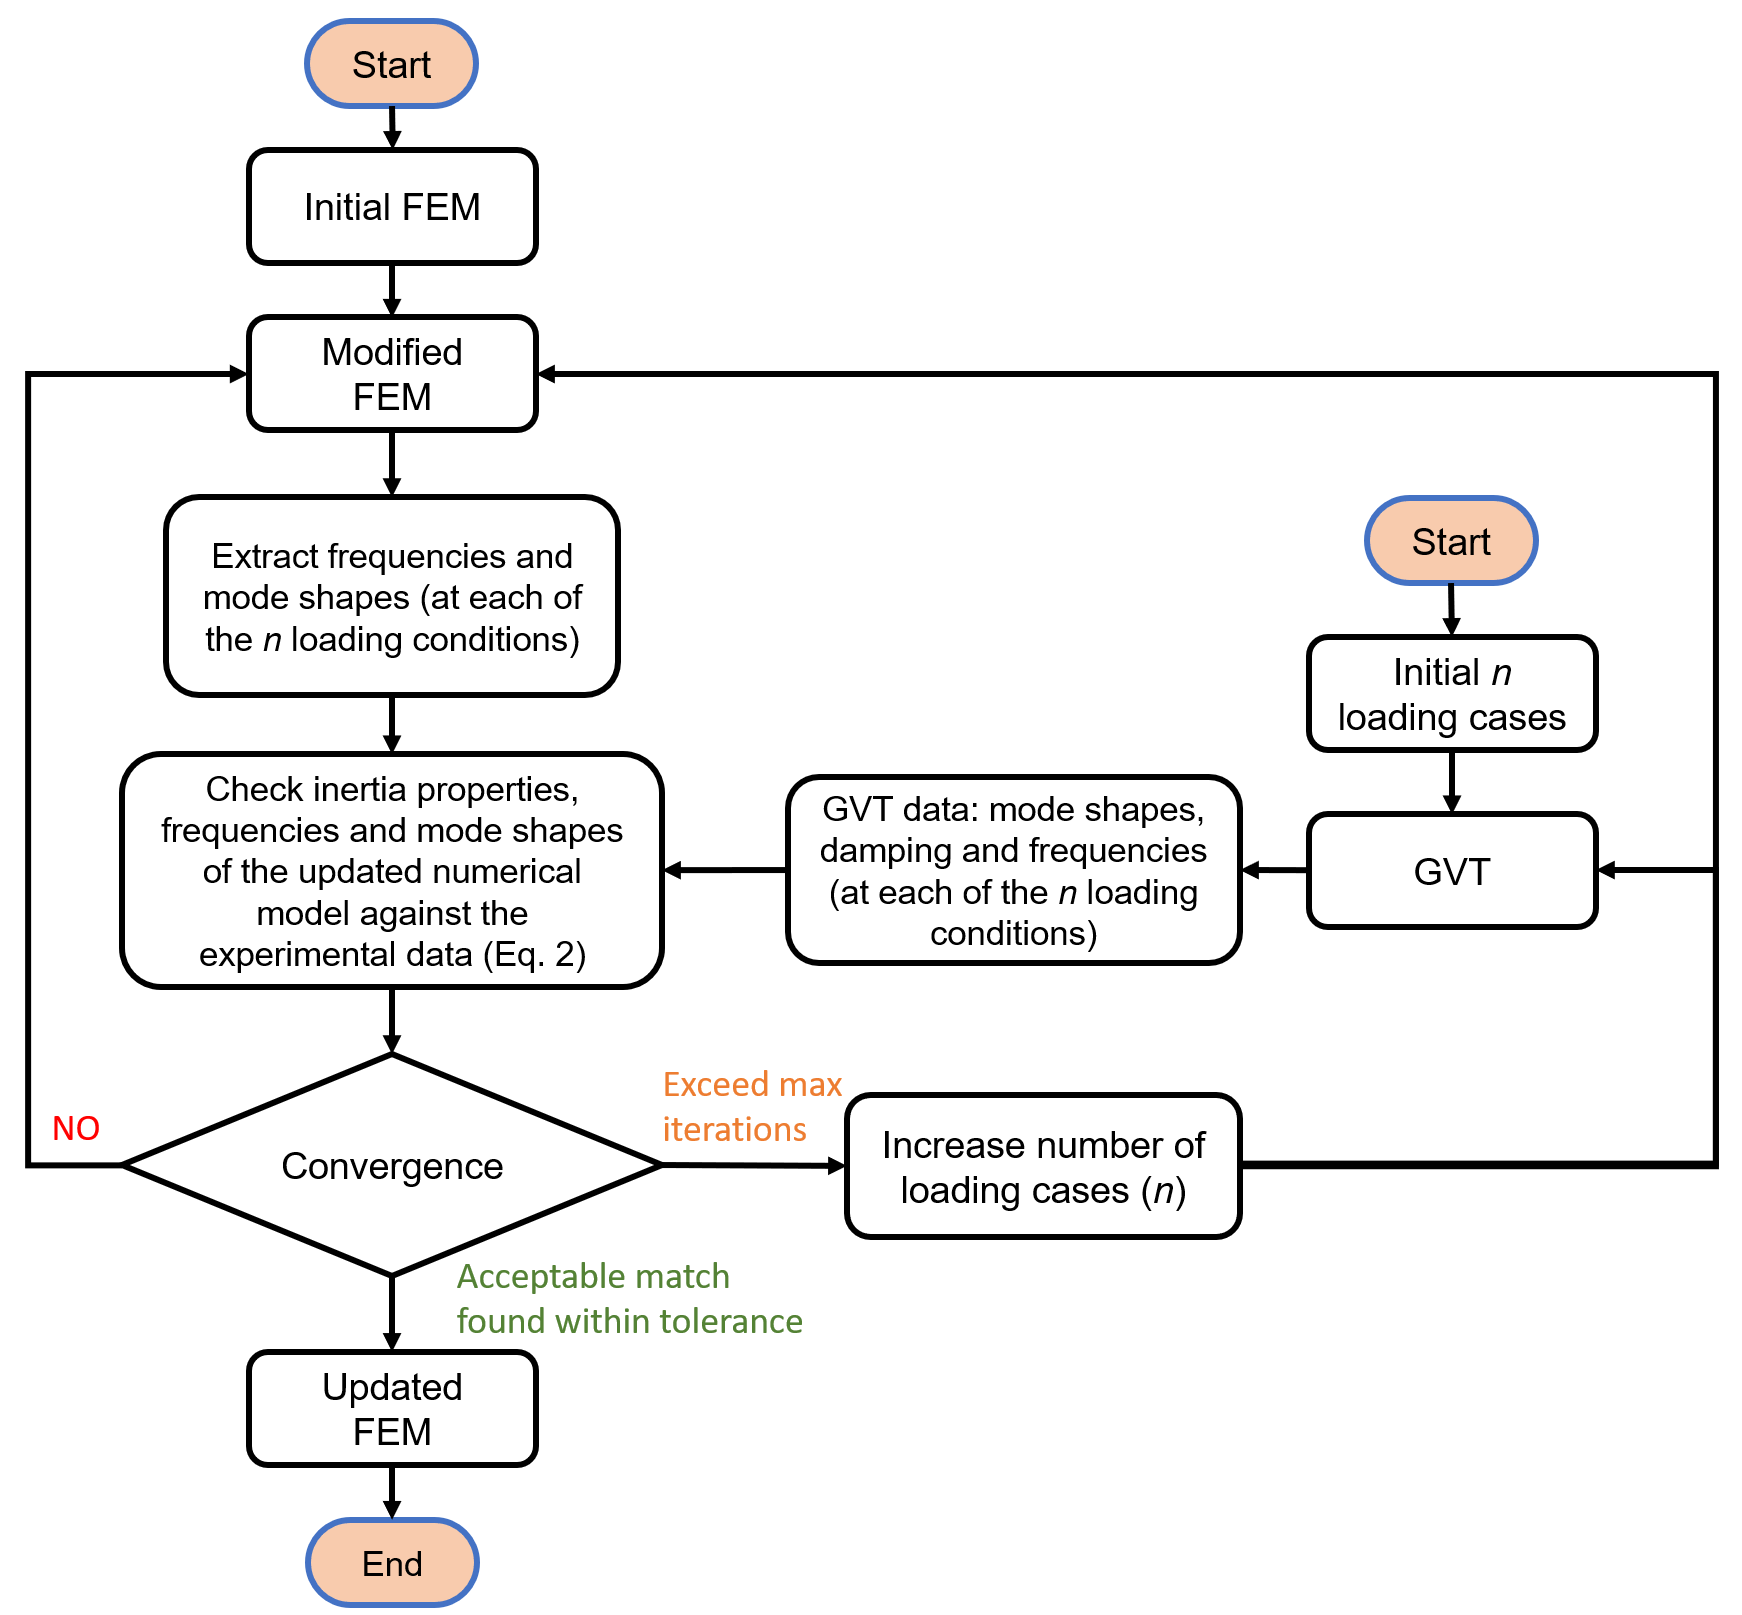 Start
Initial FEM
Modified
FEM
Extract frequencies and
mode shapes (at each of
the n loading conditions)
Start
Initial n
loading cases
Check inertia properties,
frequencies and mode shapes
of the updated numerical
model against the
experimental data (Eq. 2)
GVT data: mode shapes,
damping and frequencies
(at each of the n loading
conditions)
GVT
NO
Convergence
Exceed max
iterations
Increase number of
loading cases (n)
Acceptable match
found within tolerance
Updated
FEM
End